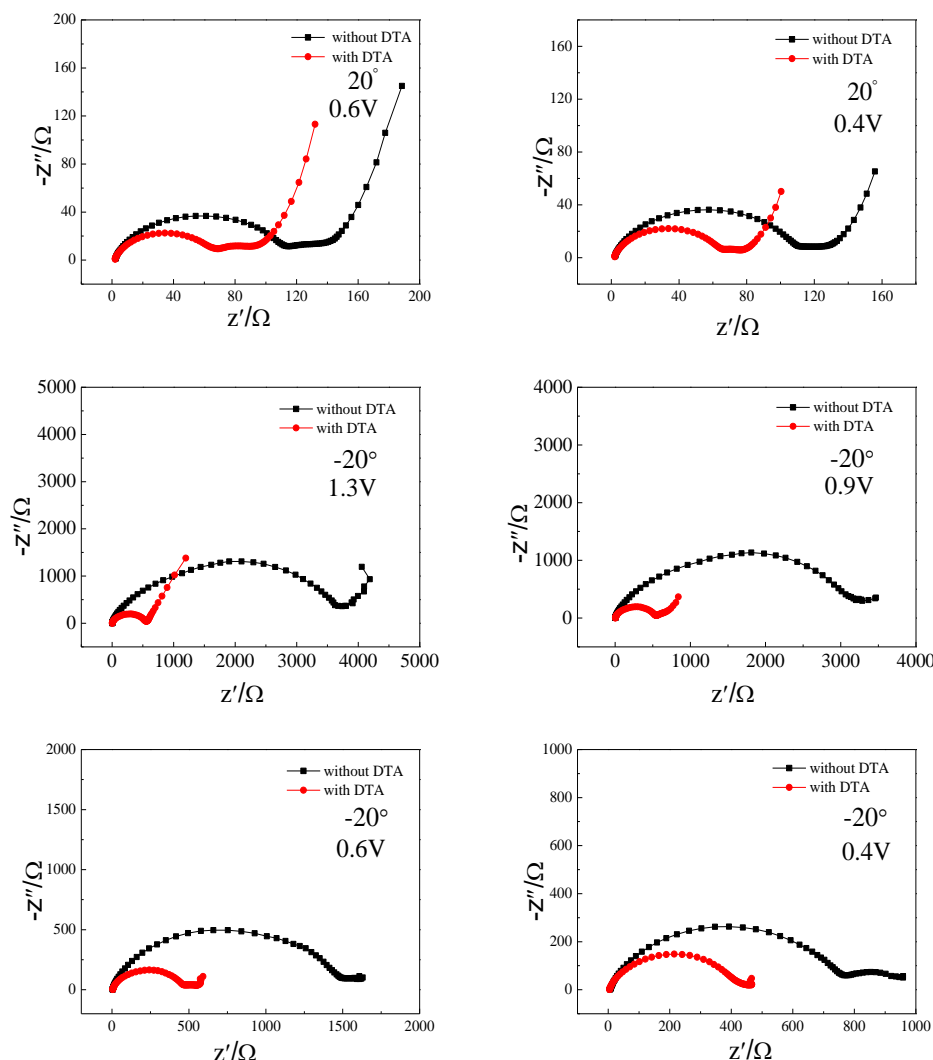 200
160
120
80
40
0
-z″/Ω
without DTA
with DTA
20°
0.6V
0 40 80 120 160 200
z′/Ω
160
120
80
40
0
-z″/Ω
without DTA
with DTA
20°
0.4V
0 40 80 120 160
z′/Ω
5000
4000
3000
2000
1000
0
-z″/Ω
without DTA
with DTA
-20°
1.3V
0 1000 2000 3000 4000 5000
z′/Ω
4000
3000
2000
1000
0
-z″/Ω
without DTA
with DTA
-20°
0.9V
0 1000 2000 3000 4000
z′/Ω
2000
1500
1000
500
0
-z″/Ω
without DTA
with DTA
-20°
0.6V
0 500 1000 1500 2000
z′/Ω
1000
800
600
400
200
0
-z″/Ω
without DTA
with DTA
-20°
0.4V
0 200 400 600 800 1000
z′/Ω